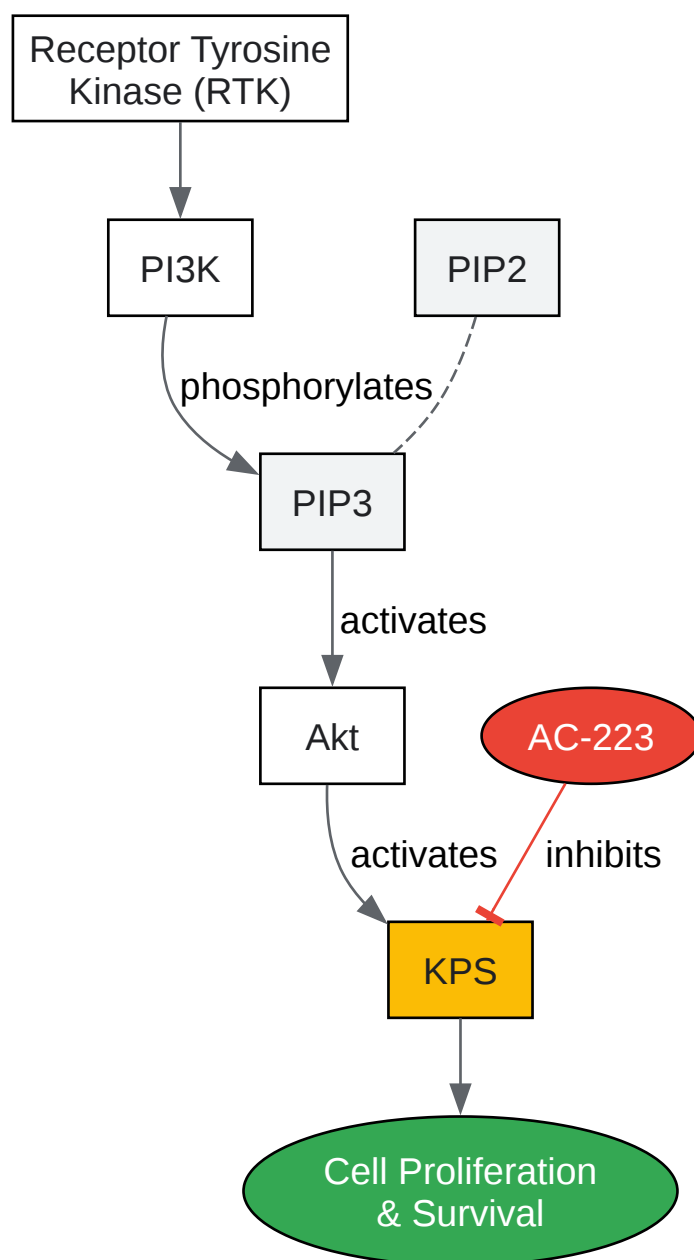 Receptor Tyrosine
Kinase (RTK)
PI3K
PIP2
phosphorylates
PIP3
activates
Akt
AC-223
activates
inhibits
KPS
Cell Proliferation
& Survival